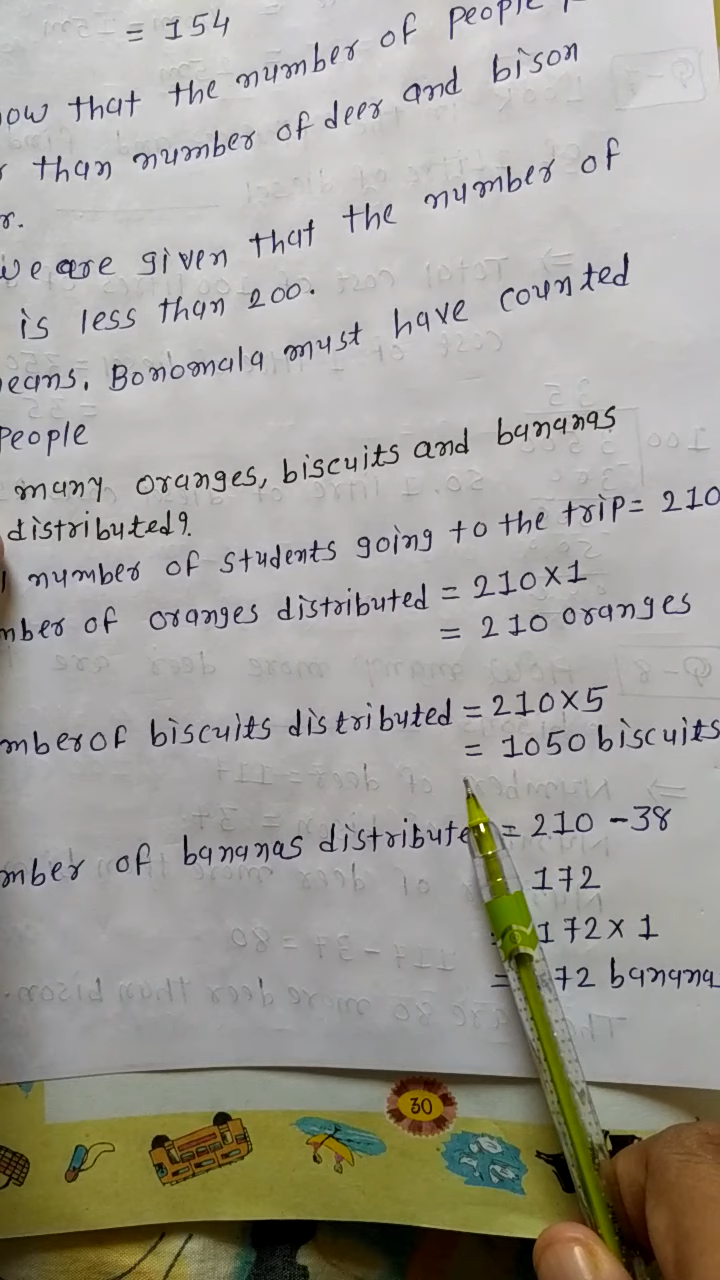 = 154
ow that the number of people
than number of deer and bison
r.
we are given that the number of
is less than 200.
eans, Bonomala must have counted
People
many oranges, biscuits and bananas
distributed?
number of students going to the trip = 210
mber of oranges distributed = 210 × 1
= 210 oranges
mber of biscuits distributed = 210 × 5
= 1050 biscuits
mber of bananas distribute = 210 - 38
172
172 × 1
= 72 banana
30